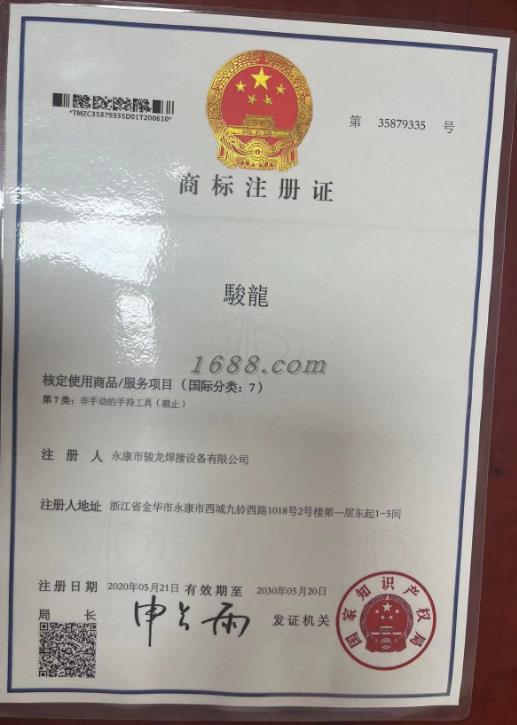 *TMZC35879335D01T200610*
第 35879335 号
商标注册证
駿龍
1688.com
核定使用商品/服务项目（国际分类：7）
第7类：非手动的手持工具（截止）
注册人 永康市骏龙焊接设备有限公司
注册人地址 浙江省金华市永康市西城九铃西路1018号2号楼第一层东起1-5间
注册日期 2020年05月21日 有效期至 2030年05月20日
局长 申长雨 发证机关
国家知识产权局